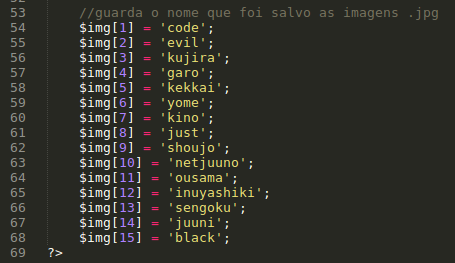 53 //guarda o nome que foi salvo as imagens .jpg
54 $img[1] = 'code';
55 $img[2] = 'evil';
56 $img[3] = 'kujira';
57 $img[4] = 'garo';
58 $img[5] = 'kekkai';
59 $img[6] = 'yome';
60 $img[7] = 'kino';
61 $img[8] = 'just';
62 $img[9] = 'shoujo';
63 $img[10] = 'netjuuno';
64 $img[11] = 'ousama';
65 $img[12] = 'inuyashiki';
66 $img[13] = 'sengoku';
67 $img[14] = 'juuni';
68 $img[15] = 'black';
69 ?>